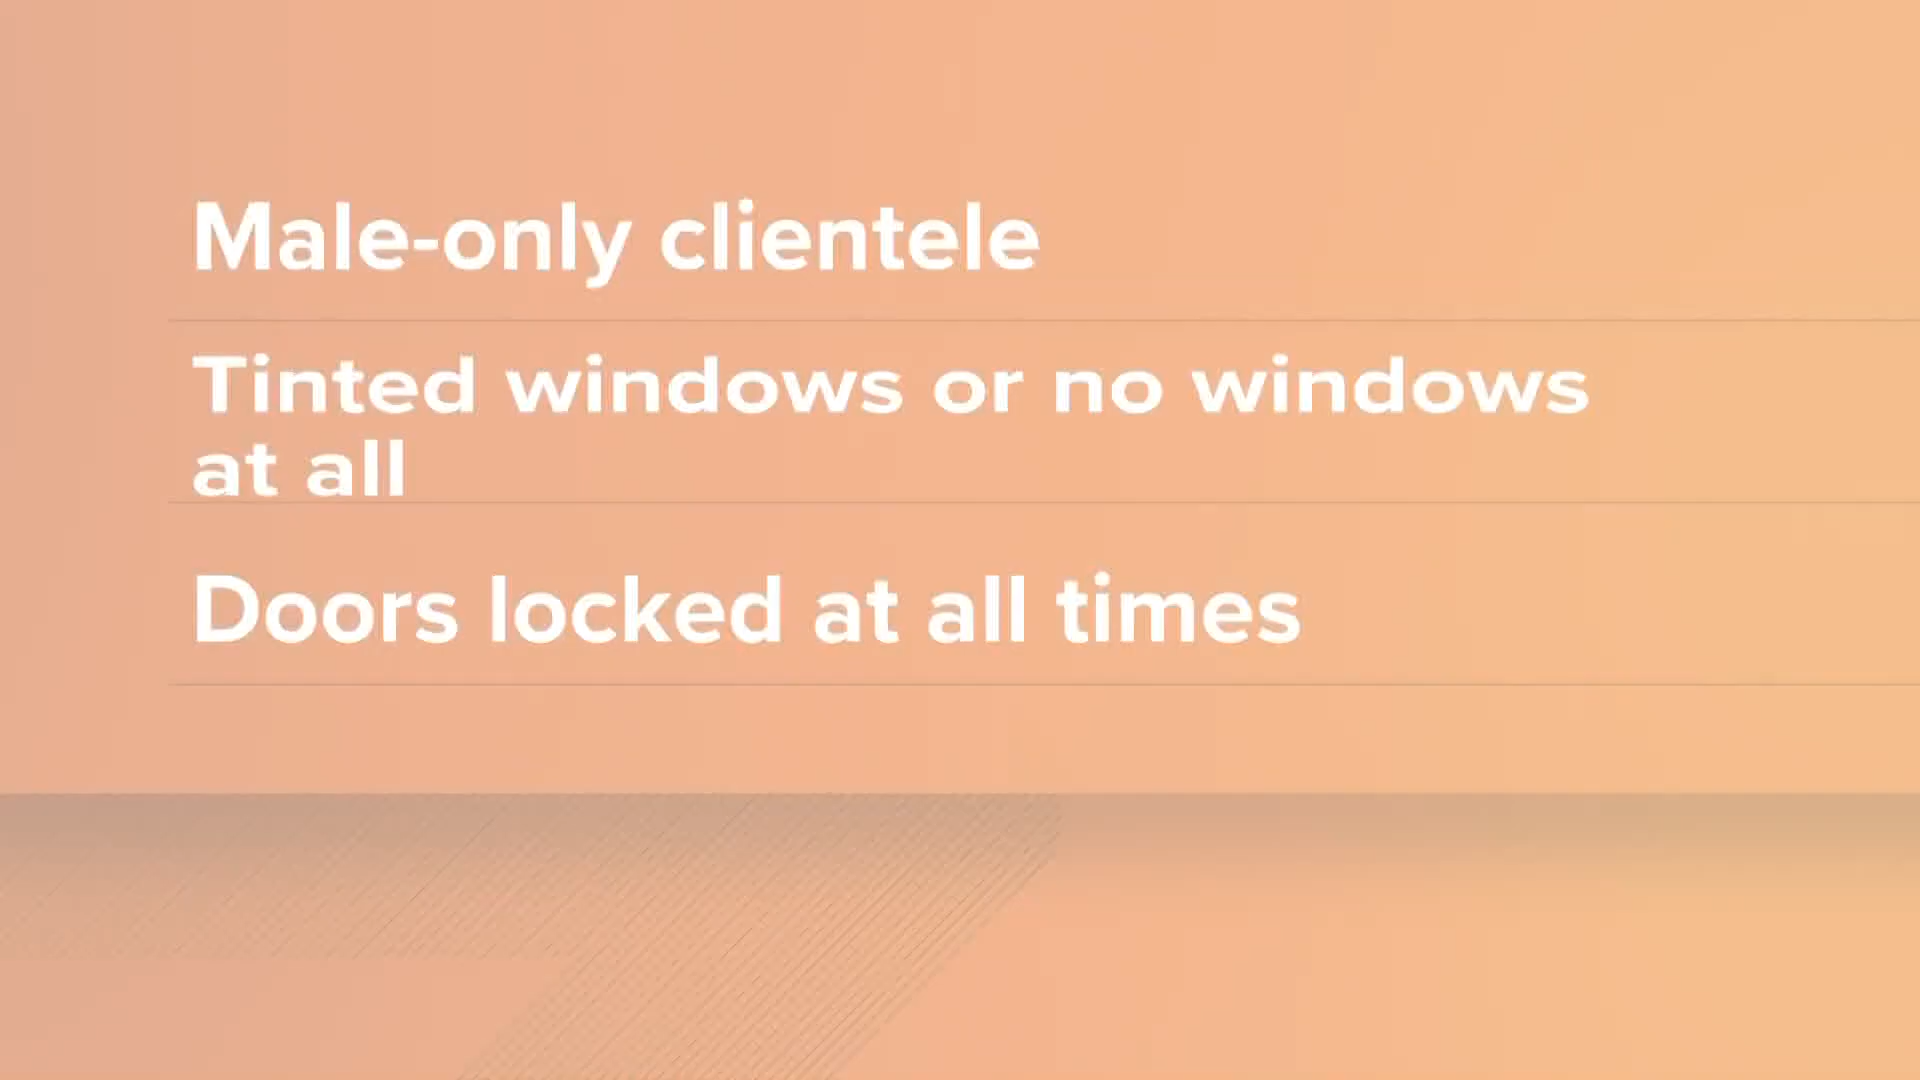 Male-only clientele
Tinted windows or no windows
at all
Doors locked at all times